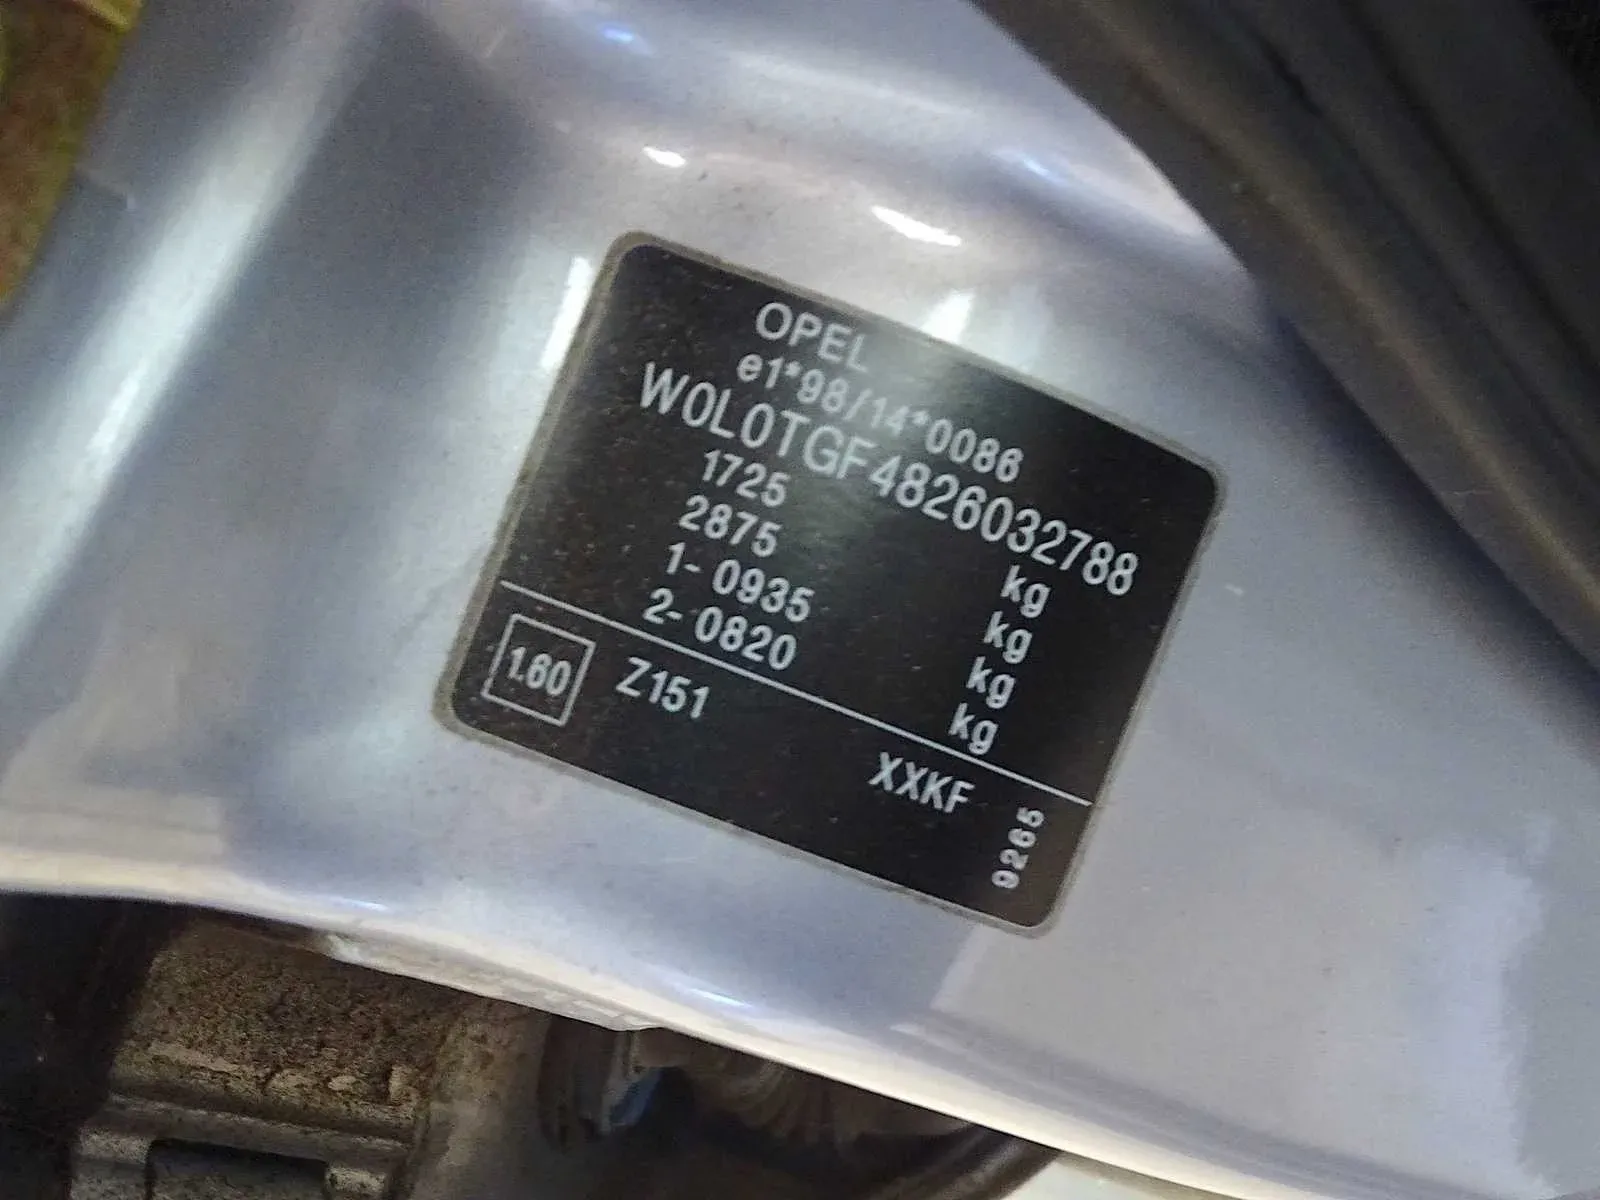 OPEL
e1*98/14*0086
W0L0TGF4826032788
1725 kg
2875 kg
1- 0935 kg
2- 0820 kg
1.60 Z151 XXKF
9265